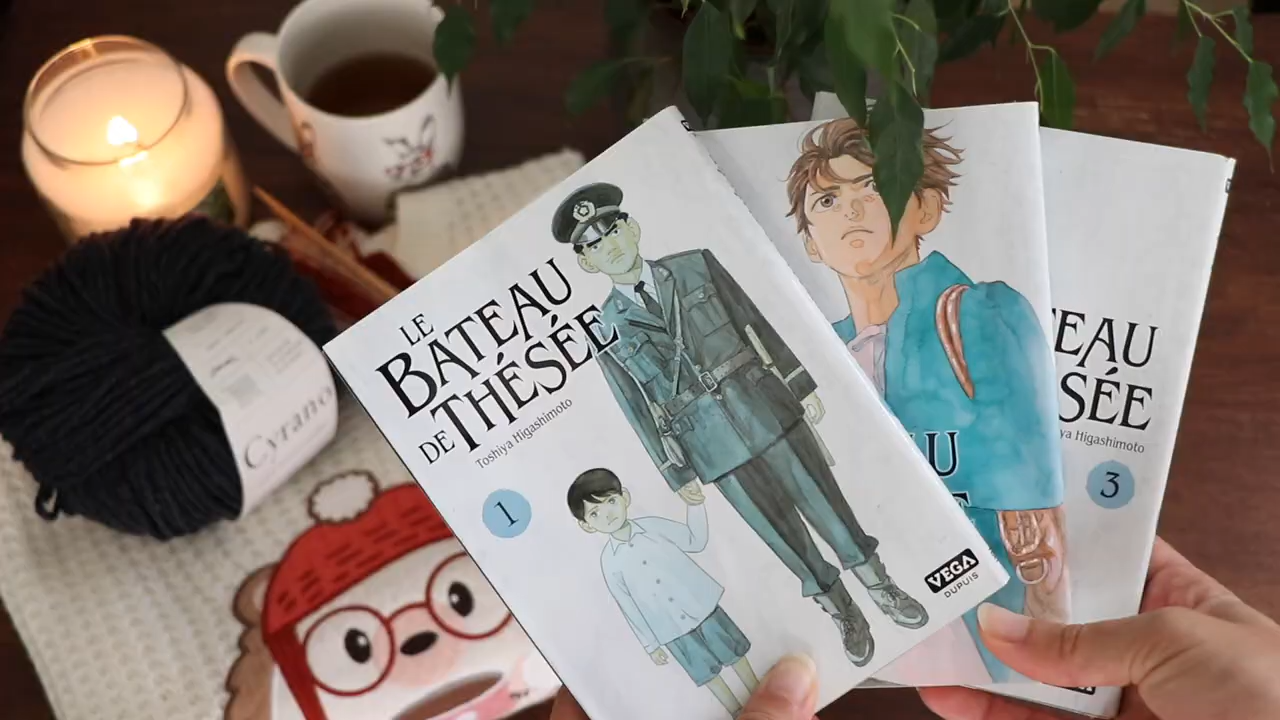 LE
BATEAU
DE THÉSÉE
Toshiya Higashimoto
1
VEGA
DUPUIS
U
EAU
SÉE
ya Higashimoto
3
Cyrano